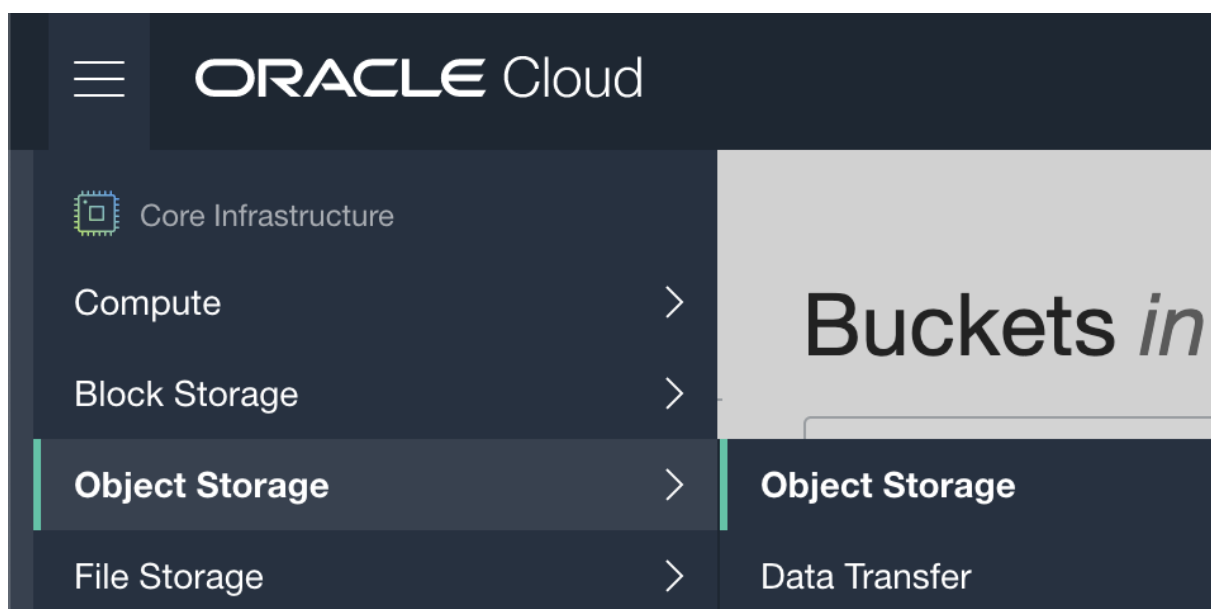 ORACLE Cloud
Core Infrastructure
Compute
Block Storage
Object Storage
File Storage
Buckets in
Object Storage
Data Transfer